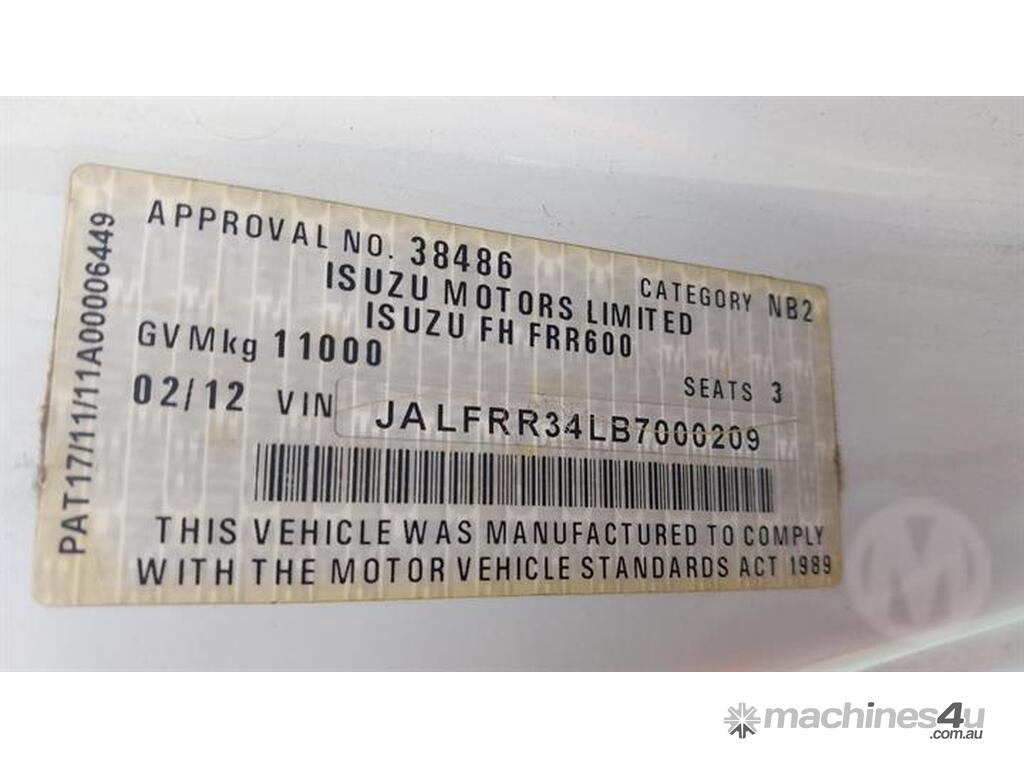 APPROVAL NO. 38486 CATEGORY NB2
ISUZU MOTORS LIMITED
ISUZU FH FRR600
GVMkg 11000 SEATS 3
02/12 VIN JALFRR34LB7000209
THIS VEHICLE WAS MANUFACTURED TO COMPLY
WITH THE MOTOR VEHICLE STANDARDS ACT 1989
PAT17/11/11A00006449
M
machines4u
.com.au